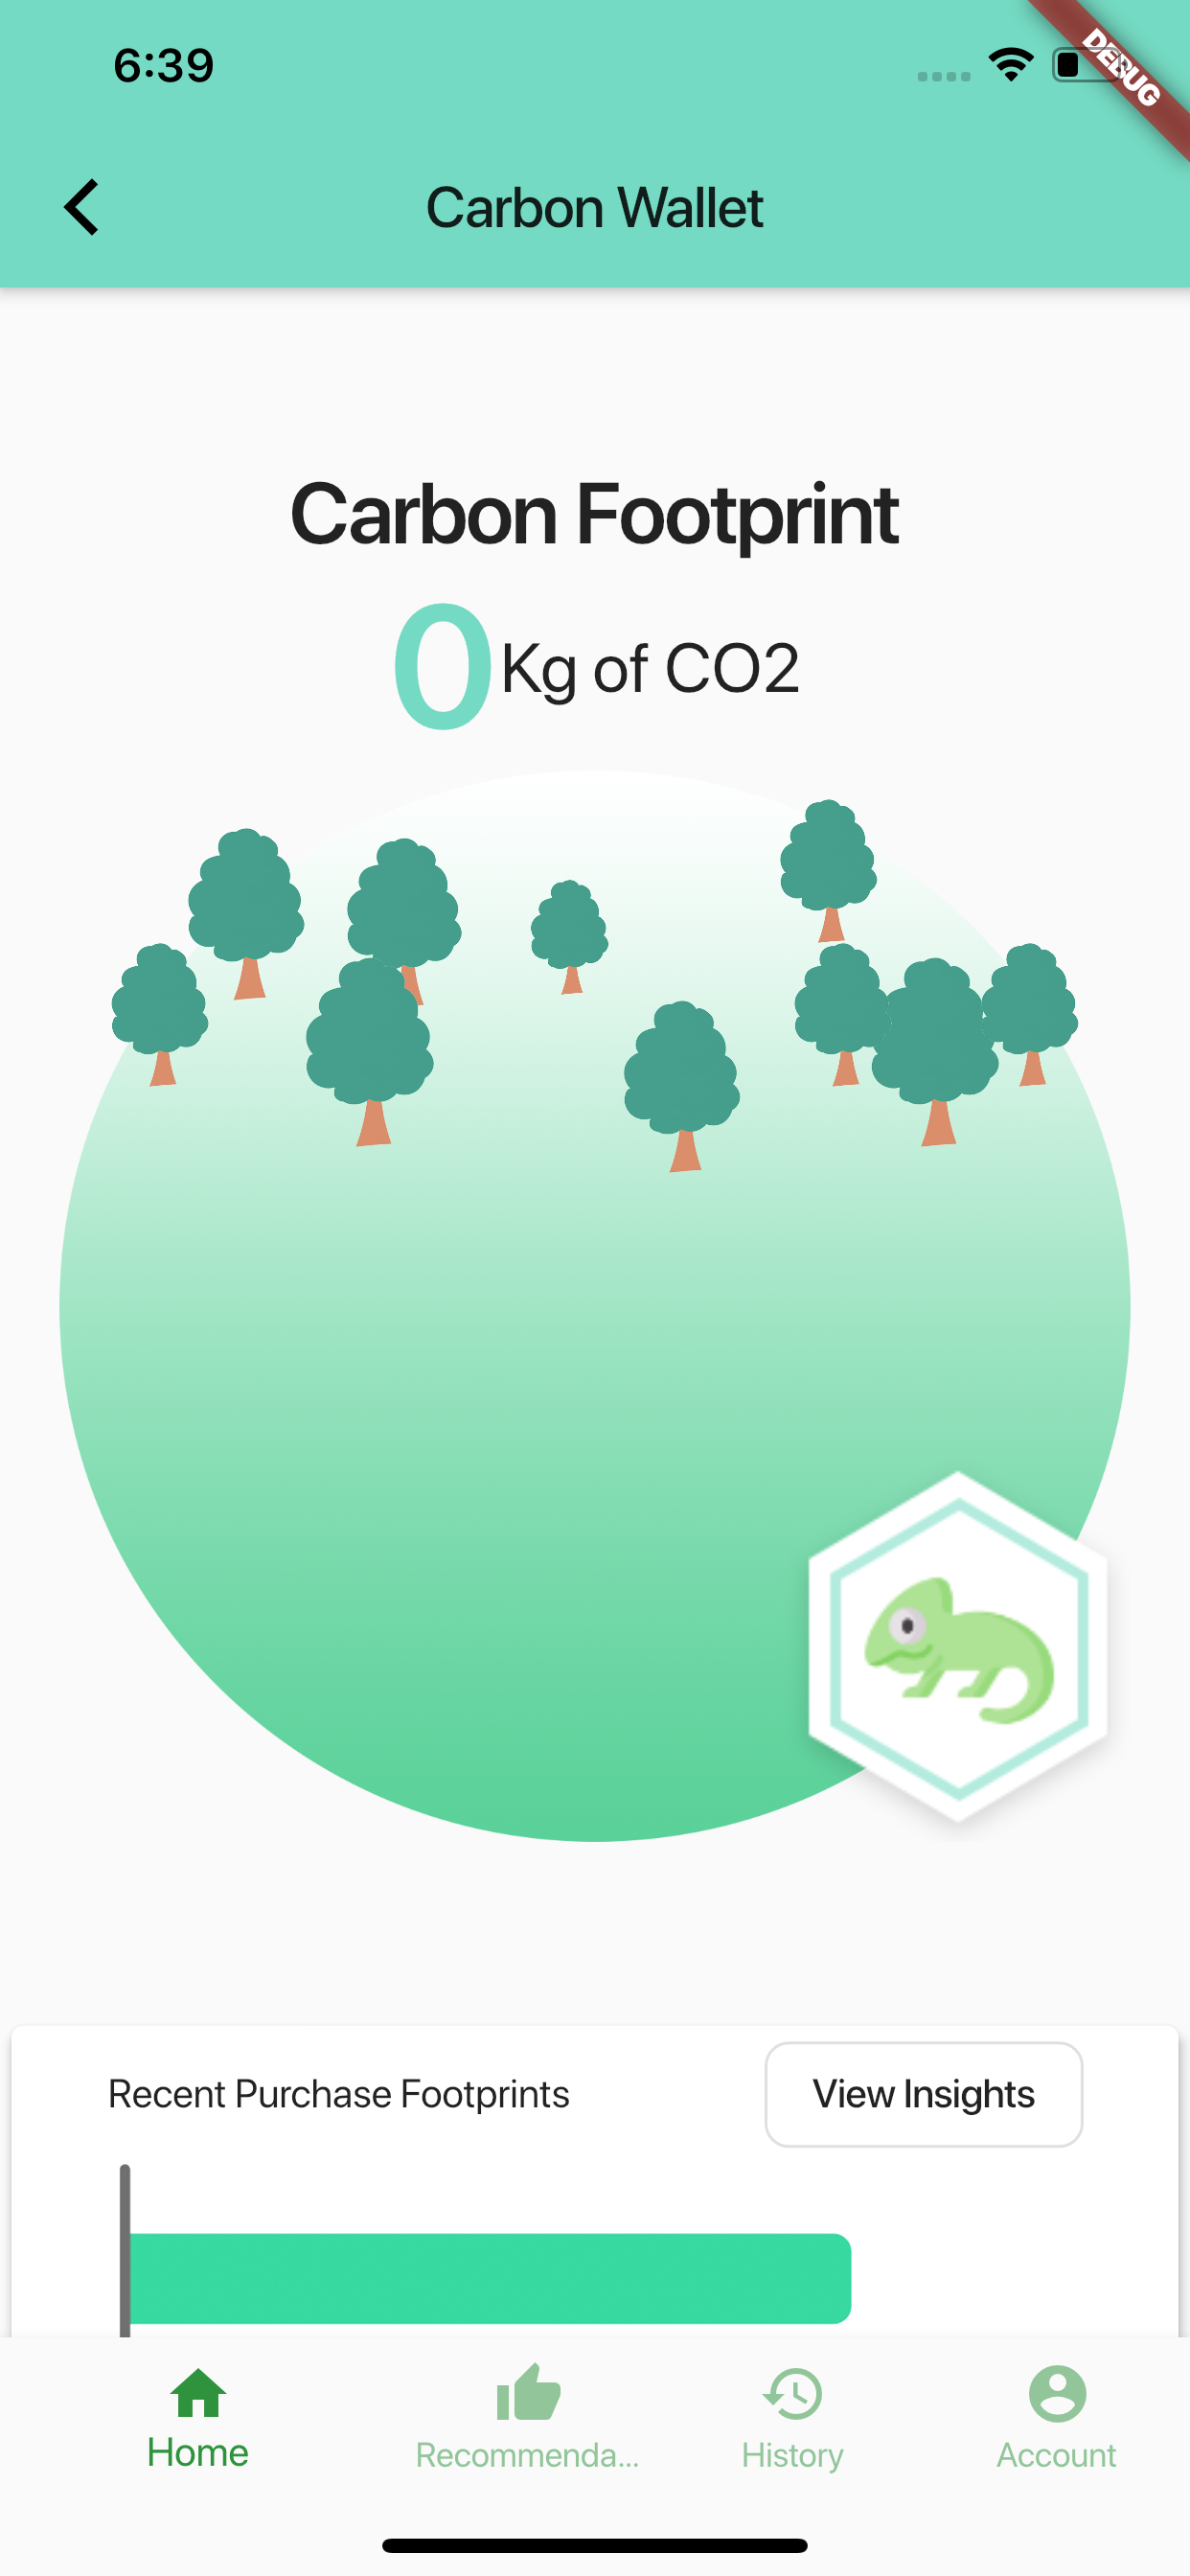 6:39
DEBUG
Carbon Wallet
Carbon Footprint
0 Kg of CO2
Recent Purchase Footprints
View Insights
Home
Recommenda...
History
Account